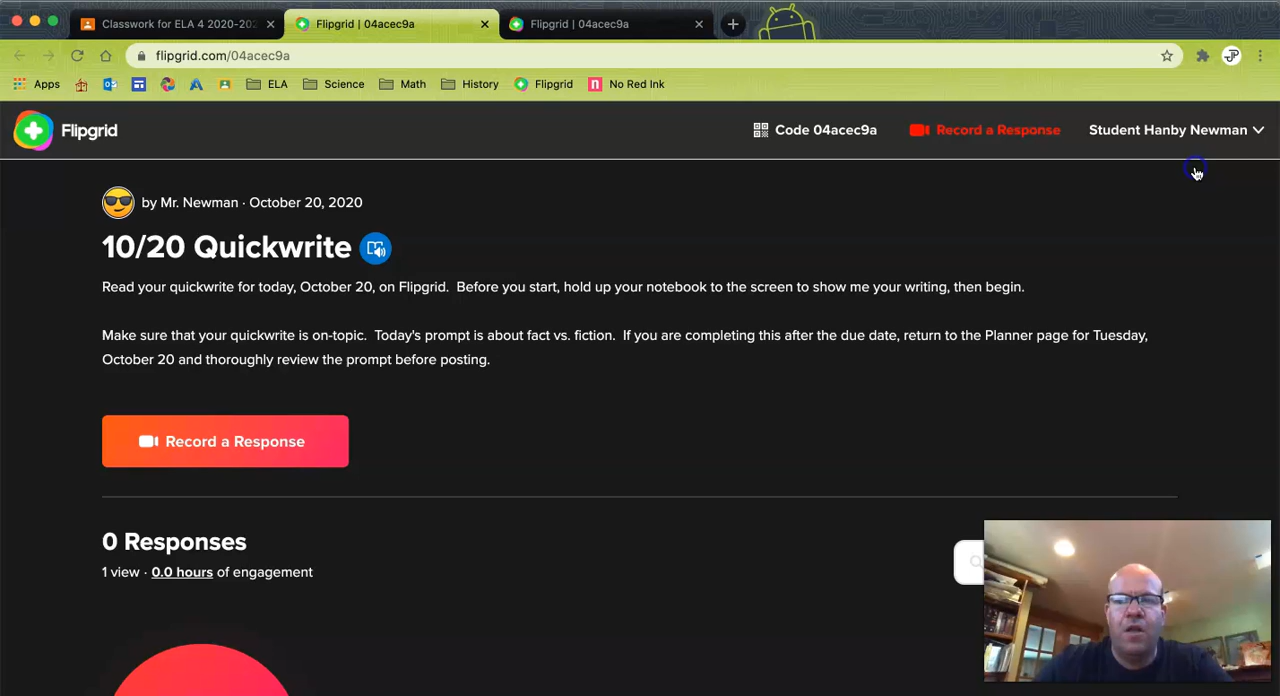 Classwork for ELA 4 2020-202
Flipgrid | 04acec9a
Flipgrid | 04acec9a
flipgrid.com/04acec9a
Apps
ELA
Science
Math
History
Flipgrid
No Red Ink
Flipgrid
Code 04acec9a
Record a Response
Student Hanby Newman
by Mr. Newman · October 20, 2020
10/20 Quickwrite
Read your quickwrite for today, October 20, on Flipgrid. Before you start, hold up your notebook to the screen to show me your writing, then begin.
Make sure that your quickwrite is on-topic. Today's prompt is about fact vs. fiction. If you are completing this after the due date, return to the Planner page for Tuesday,
October 20 and thoroughly review the prompt before posting.
Record a Response
0 Responses
1 view · 0.0 hours of engagement